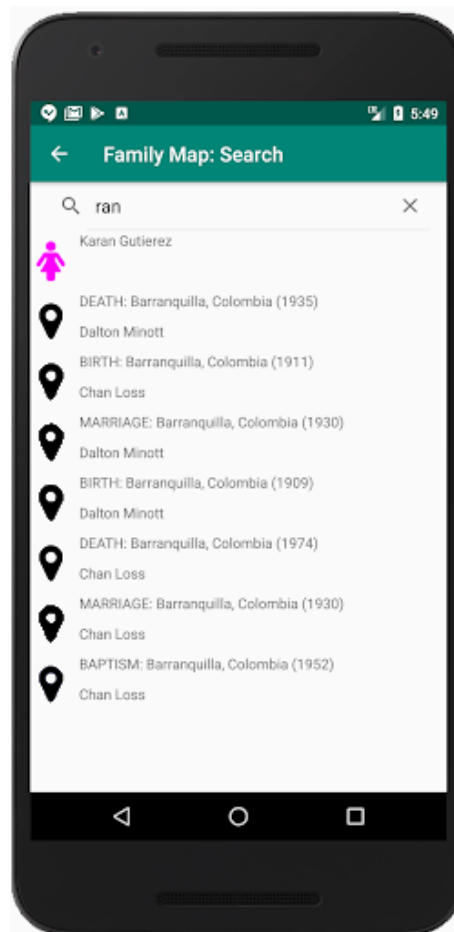 5:49
Family Map: Search
ran
Karan Gutierez
DEATH: Barranquilla, Colombia (1935)
Dalton Minott
BIRTH: Barranquilla, Colombia (1911)
Chan Loss
MARRIAGE: Barranquilla, Colombia (1930)
Dalton Minott
BIRTH: Barranquilla, Colombia (1909)
Dalton Minott
DEATH: Barranquilla, Colombia (1974)
Chan Loss
MARRIAGE: Barranquilla, Colombia (1930)
Chan Loss
BAPTISM: Barranquilla, Colombia (1952)
Chan Loss